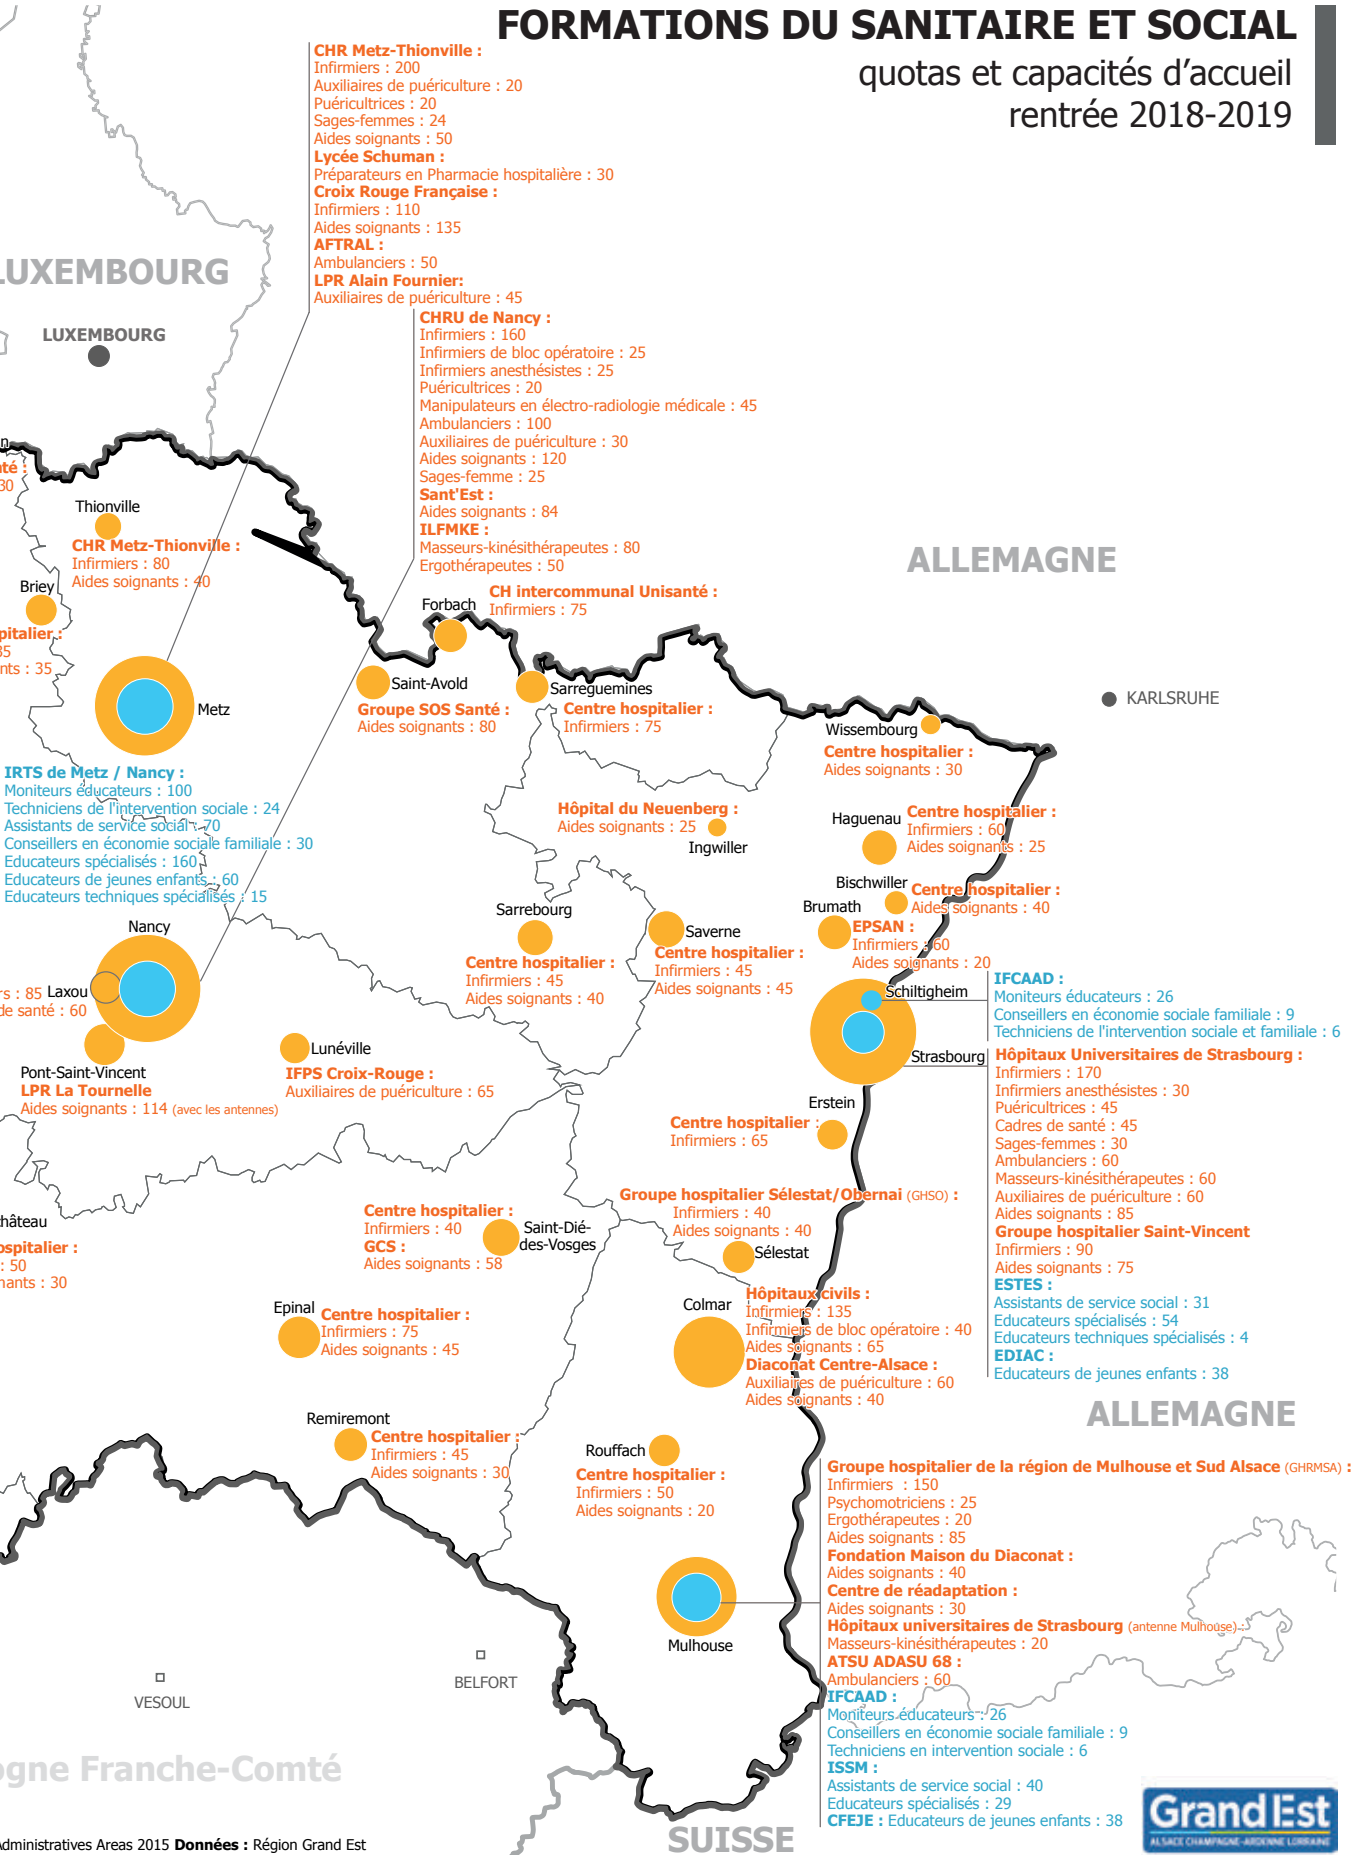 FORMATIONS DU SANITAIRE ET SOCIAL
quotas et capacités d'accueil
rentrée 2018-2019
CHR Metz-Thionville :
Infirmiers : 200
Auxiliaires de puériculture : 20
Puéricultrices : 20
Sages-femmes : 24
Aides soignants : 50
Lycée Schuman :
Préparateurs en Pharmacie hospitalière : 30
Croix Rouge Française :
Infirmiers : 110
Aides soignants : 135
AFTRAL :
Ambulanciers : 50
LPR Alain Fournier:
Auxiliaires de puériculture : 45
LUXEMBOURG
LUXEMBOURG
CHRU de Nancy :
Infirmiers : 160
Infirmiers de bloc opératoire : 25
Infirmiers anesthésistes : 25
Puéricultrices : 20
Manipulateurs en électro-radiologie médicale : 45
Ambulanciers : 100
Auxiliaires de puériculture : 30
Aides soignants : 120
Sages-femme : 25
Sant'Est :
Aides soignants : 84
ILFMKE :
Masseurs-kinésithérapeutes : 80
Ergothérapeutes : 50
n
té :
30
Thionville
CHR Metz-Thionville :
Infirmiers : 80
Aides soignants : 40
Briey
pitalier :
35
nts : 35
ALLEMAGNE
Forbach
CH intercommunal Unisanté :
Infirmiers : 75
Saint-Avold
Groupe SOS Santé :
Aides soignants : 80
Sarreguemines
Centre hospitalier :
Infirmiers : 75
Metz
KARLSRUHE
Wissembourg
Centre hospitalier :
Aides soignants : 30
IRTS de Metz / Nancy :
Moniteurs éducateurs : 100
Techniciens de l'intervention sociale : 24
Assistants de service social : 70
Conseillers en économie sociale familiale : 30
Educateurs spécialisés : 160
Educateurs de jeunes enfants : 60
Educateurs techniques spécialisés : 15
Hôpital du Neuenberg :
Aides soignants : 25
Ingwiller
Haguenau
Centre hospitalier :
Infirmiers : 60
Aides soignants : 25
Bischwiller
Centre hospitalier :
Aides soignants : 40
Brumath
EPSAN :
Infirmiers : 60
Aides soignants : 20
Nancy
Sarrebourg
Centre hospitalier :
Infirmiers : 45
Aides soignants : 40
Saverne
Centre hospitalier :
Infirmiers : 45
Aides soignants : 45
rs : 85
Laxou
de santé : 60
Schiltigheim
IFCAAD :
Moniteurs éducateurs : 26
Conseillers en économie sociale familiale : 9
Techniciens de l'intervention sociale et familiale : 6
Pont-Saint-Vincent
LPR La Tournelle
Aides soignants : 114 (avec les antennes)
Lunéville
IFPS Croix-Rouge :
Auxiliaires de puériculture : 65
Strasbourg
Hôpitaux Universitaires de Strasbourg :
Infirmiers : 170
Infirmiers anesthésistes : 30
Puéricultrices : 45
Cadres de santé : 45
Sages-femmes : 30
Ambulanciers : 60
Masseurs-kinésithérapeutes : 60
Auxiliaires de puériculture : 60
Aides soignants : 85
Groupe hospitalier Saint-Vincent
Infirmiers : 90
Aides soignants : 75
ESTES :
Assistants de service social : 31
Educateurs spécialisés : 54
Educateurs techniques spécialisés : 4
EDIAC :
Educateurs de jeunes enfants : 38
Erstein
Centre hospitalier :
Infirmiers : 65
Groupe hospitalier Sélestat/Obernai (GHSO) :
Infirmiers : 40
Aides soignants : 40
Sélestat
château
ospitalier :
: 50
nants : 30
Centre hospitalier :
Infirmiers : 40
GCS :
Aides soignants : 58
Saint-Dié-
des-Vosges
Epinal
Centre hospitalier :
Infirmiers : 75
Aides soignants : 45
Colmar
Hôpitaux civils :
Infirmiers : 135
Infirmiers de bloc opératoire : 40
Aides soignants : 65
Diaconat Centre-Alsace :
Auxiliaires de puériculture : 60
Aides soignants : 40
ALLEMAGNE
Remiremont
Centre hospitalier :
Infirmiers : 45
Aides soignants : 30
Rouffach
Centre hospitalier :
Infirmiers : 50
Aides soignants : 20
Mulhouse
Groupe hospitalier de la région de Mulhouse et Sud Alsace (GHRMSA) :
Infirmiers : 150
Psychomotriciens : 25
Ergothérapeutes : 20
Aides soignants : 85
Fondation Maison du Diaconat :
Aides soignants : 40
Centre de réadaptation :
Aides soignants : 30
Hôpitaux universitaires de Strasbourg (antenne Mulhouse) :
Masseurs-kinésithérapeutes : 20
ATSU ADASU 68 :
Ambulanciers : 60
IFCAAD :
Moniteurs éducateurs : 26
Conseillers en économie sociale familiale : 9
Techniciens en intervention sociale : 6
ISSM :
Assistants de service social : 40
Educateurs spécialisés : 29
CFEJE : Educateurs de jeunes enfants : 38
BELFORT
VESOUL
ogne Franche-Comté
SUISSE
Administratives Areas 2015 Données : Région Grand Est
Grand Est
ALSACE CHAMPAGNE-ARDENNE LORRAINE